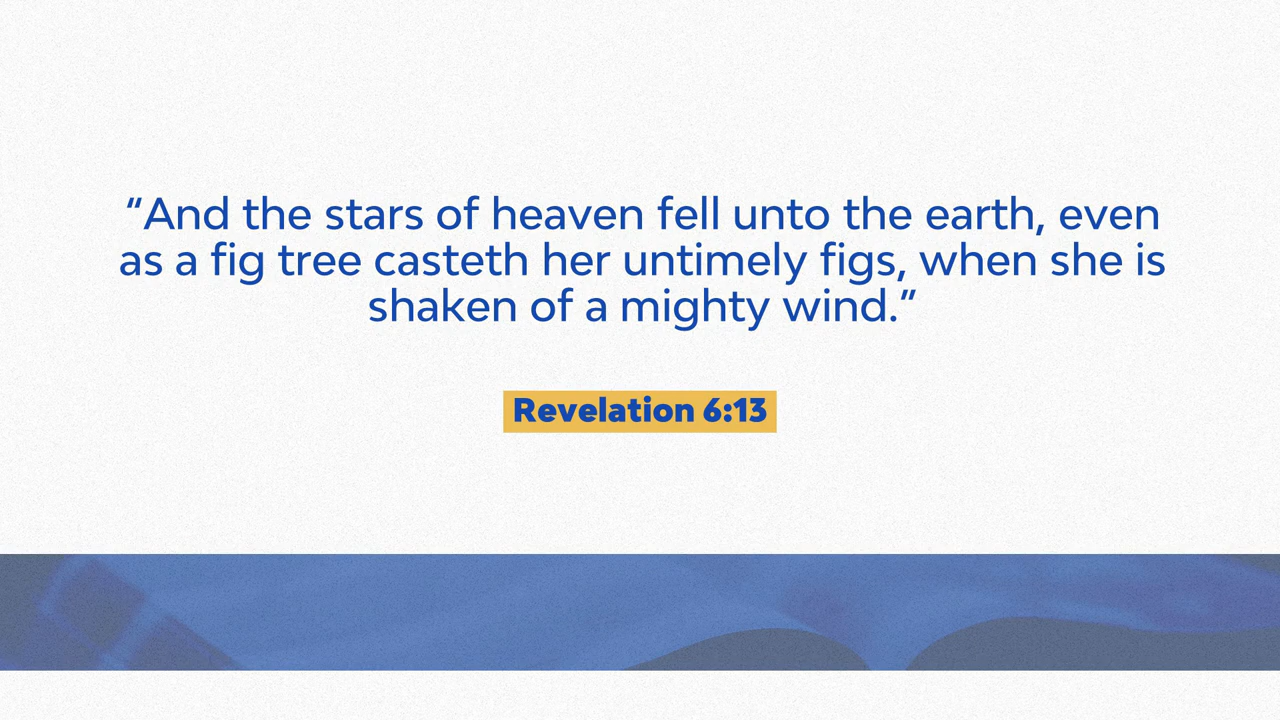 “And the stars of heaven fell unto the earth, even
as a fig tree casteth her untimely figs, when she is
shaken of a mighty wind.”
Revelation 6:13